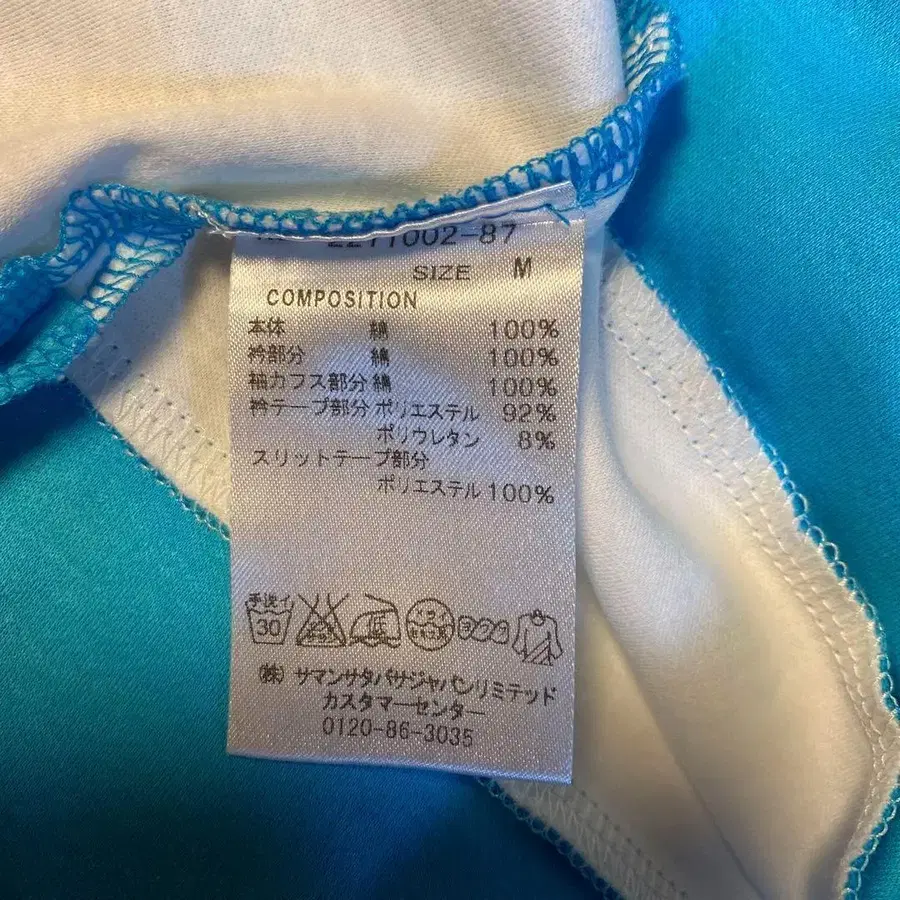 2211002-87
SIZE M
COMPOSITION
本体 綿 100%
衿部分 綿 100%
袖カフス部分 綿 100%
衿テープ部分 ポリエステル 92%
ポリウレタン 8%
スリットテープ部分
ポリエステル 100%
手洗イ
30
低
(株) サマンサタバサジャパンリミテッド
カスタマーセンター
0120-86-3035